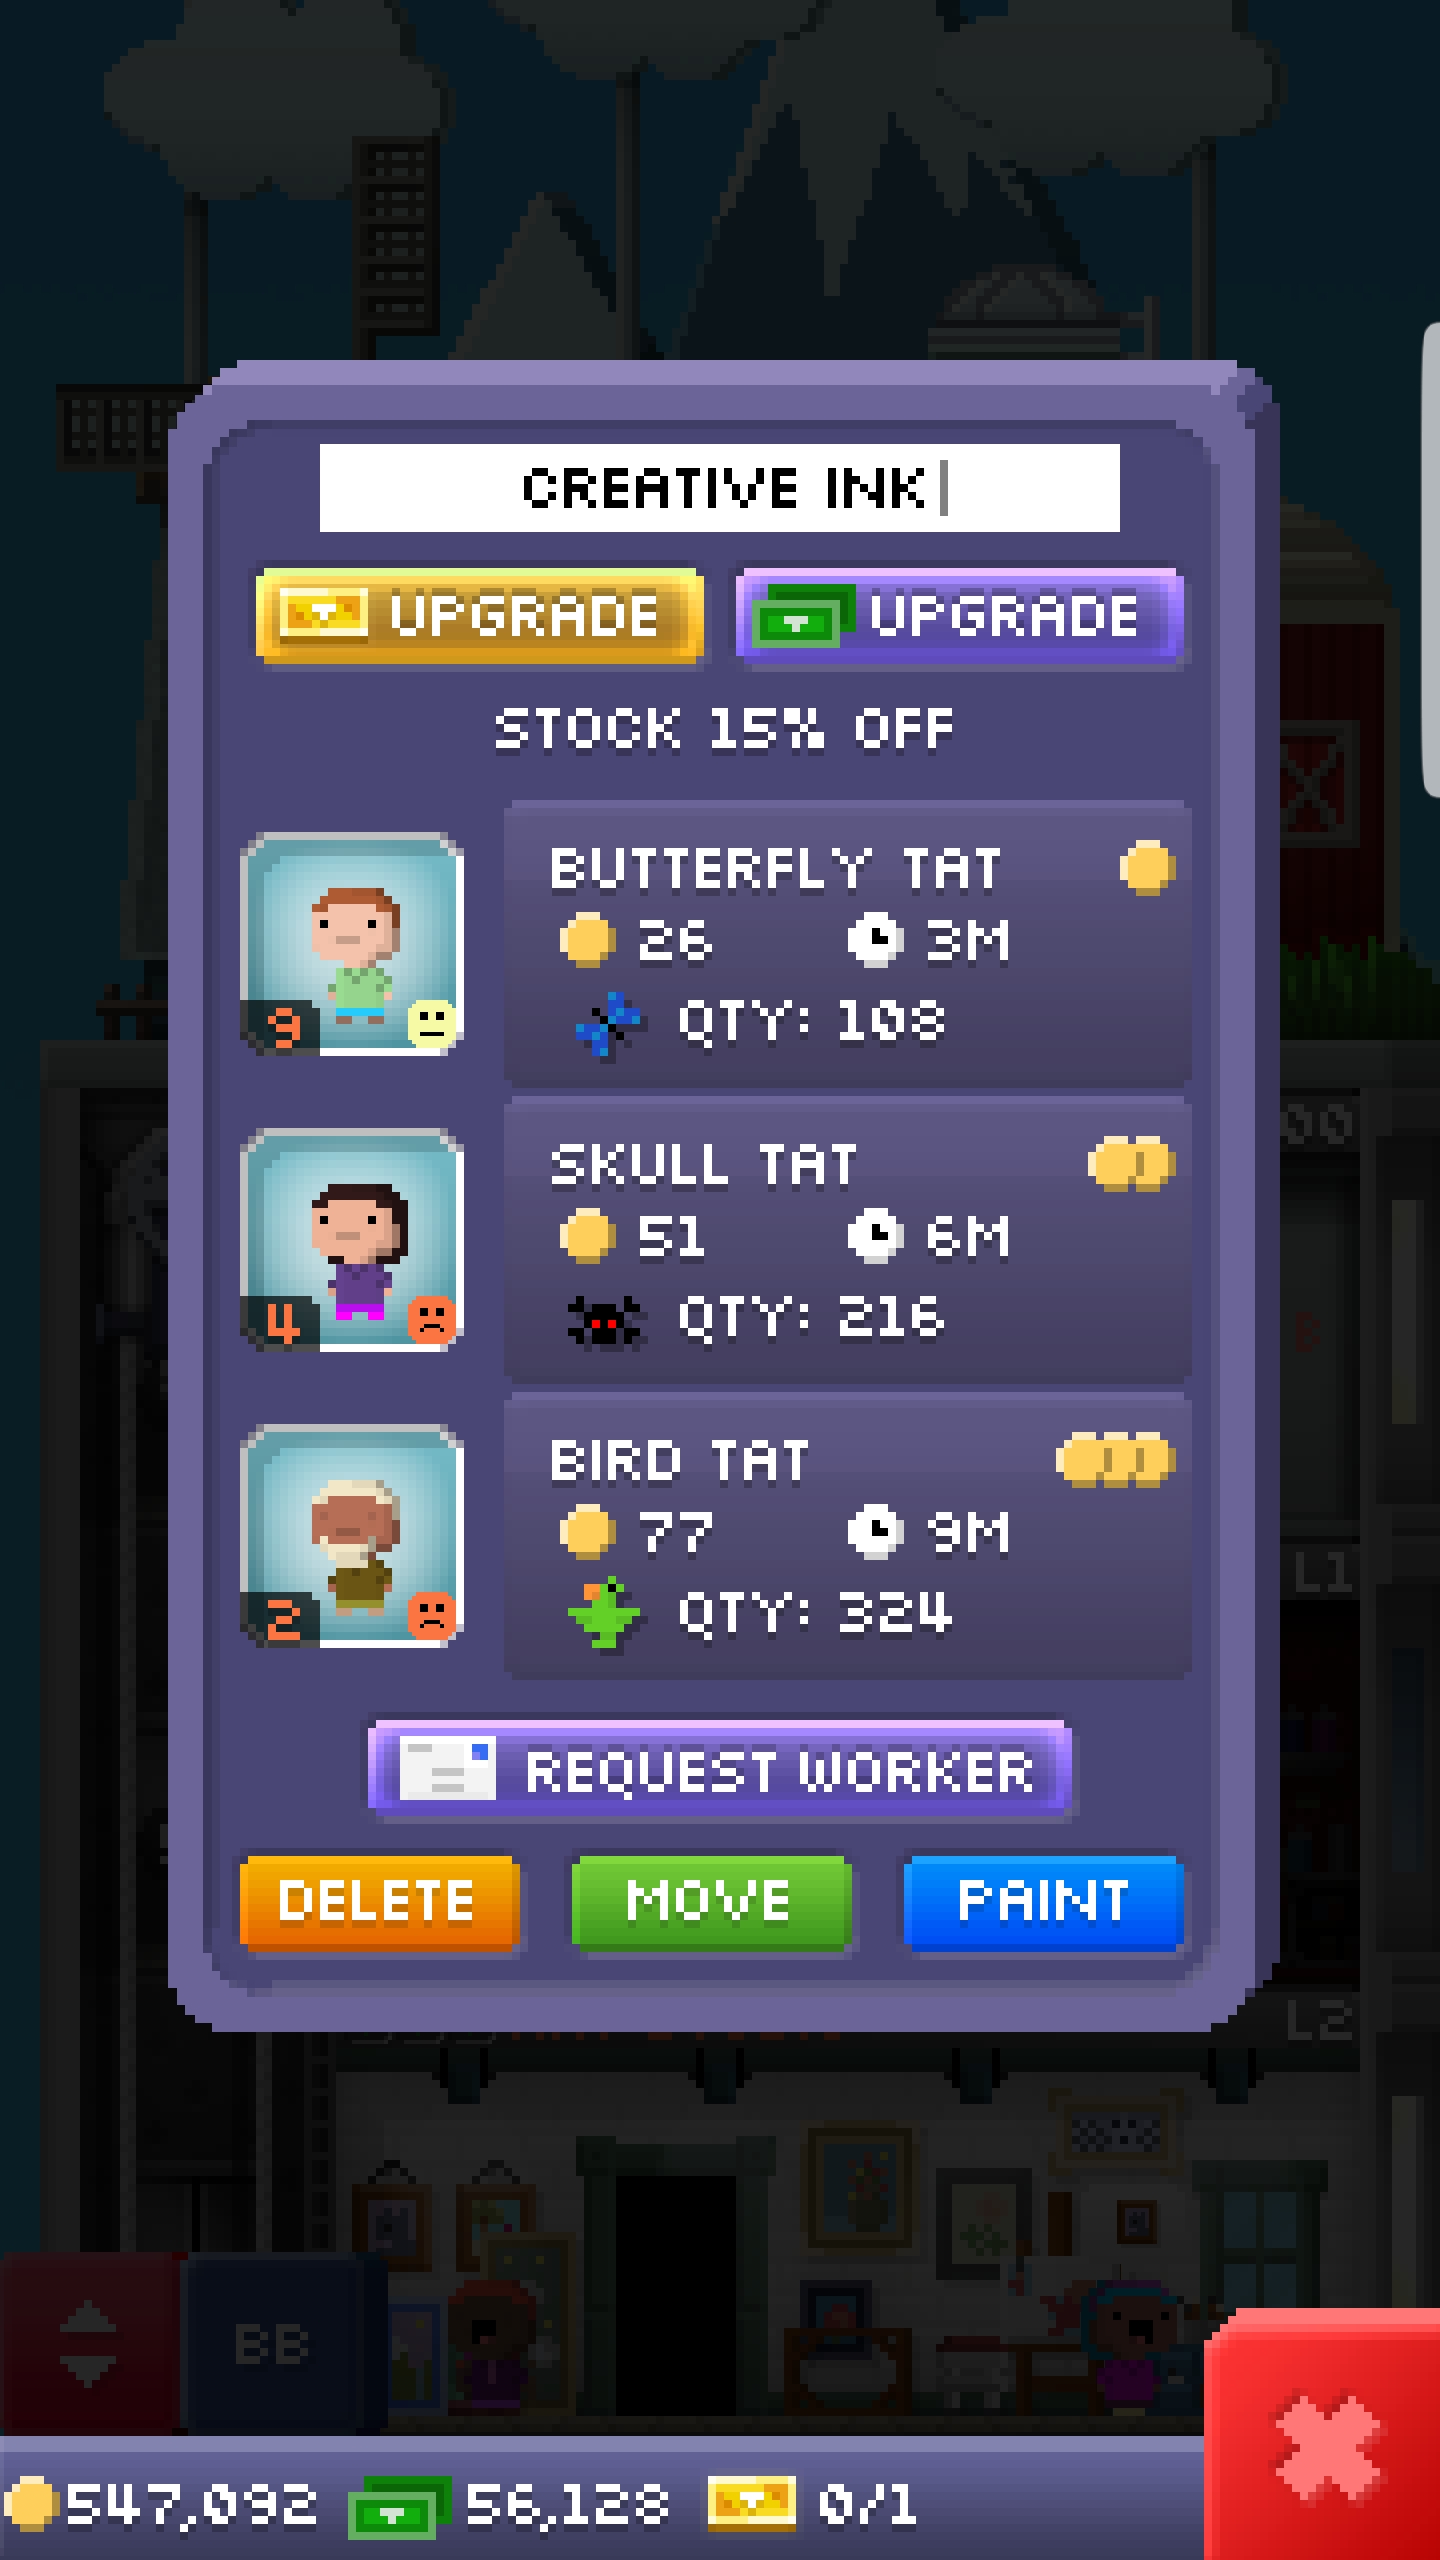 CREATIVE INK
UPGRADE UPGRADE
STOCK 15% OFF
BUTTERFLY TAT
26 3M
9
QTY: 108
SKULL TAT
51 6M
4
QTY: 216
BIRD TAT
77 9M
2
QTY: 324
REQUEST WORKER
DELETE MOVE PAINT
L1
L2
BB
547,092 56,128 0/1